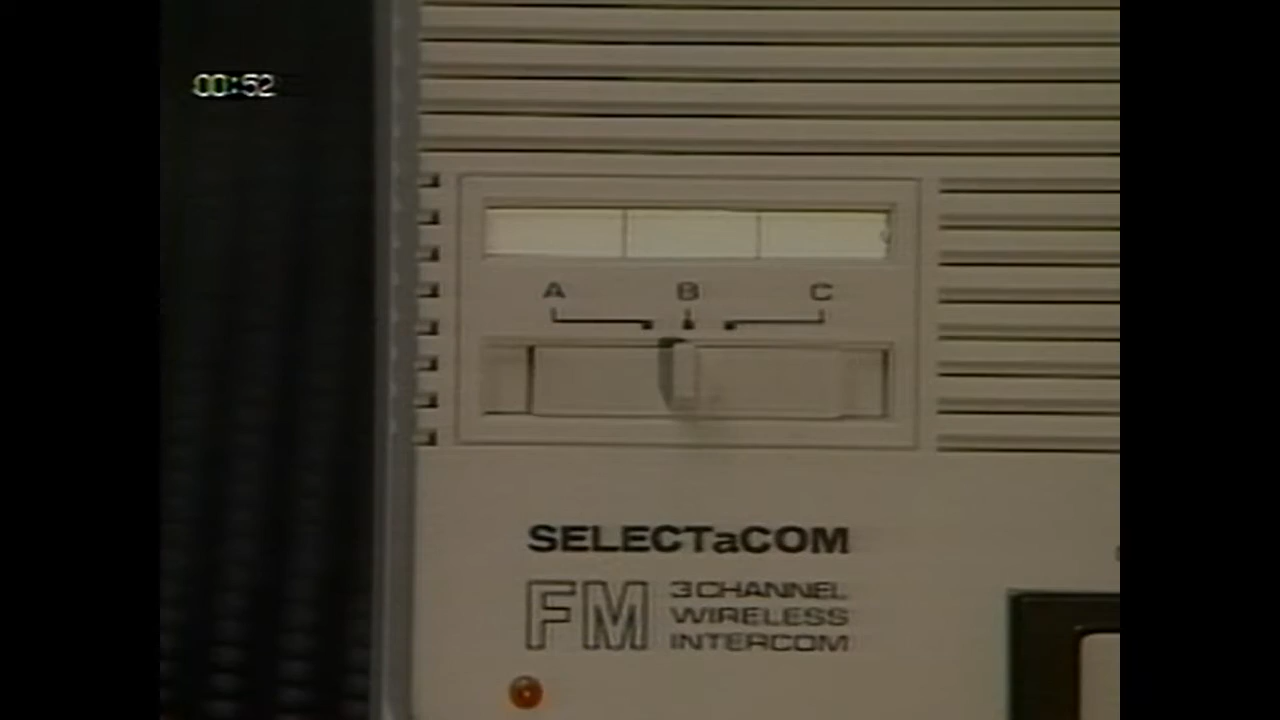 00:52
A B C
SELECTaCOM
FM 3 CHANNEL
WIRELESS
INTERCOM